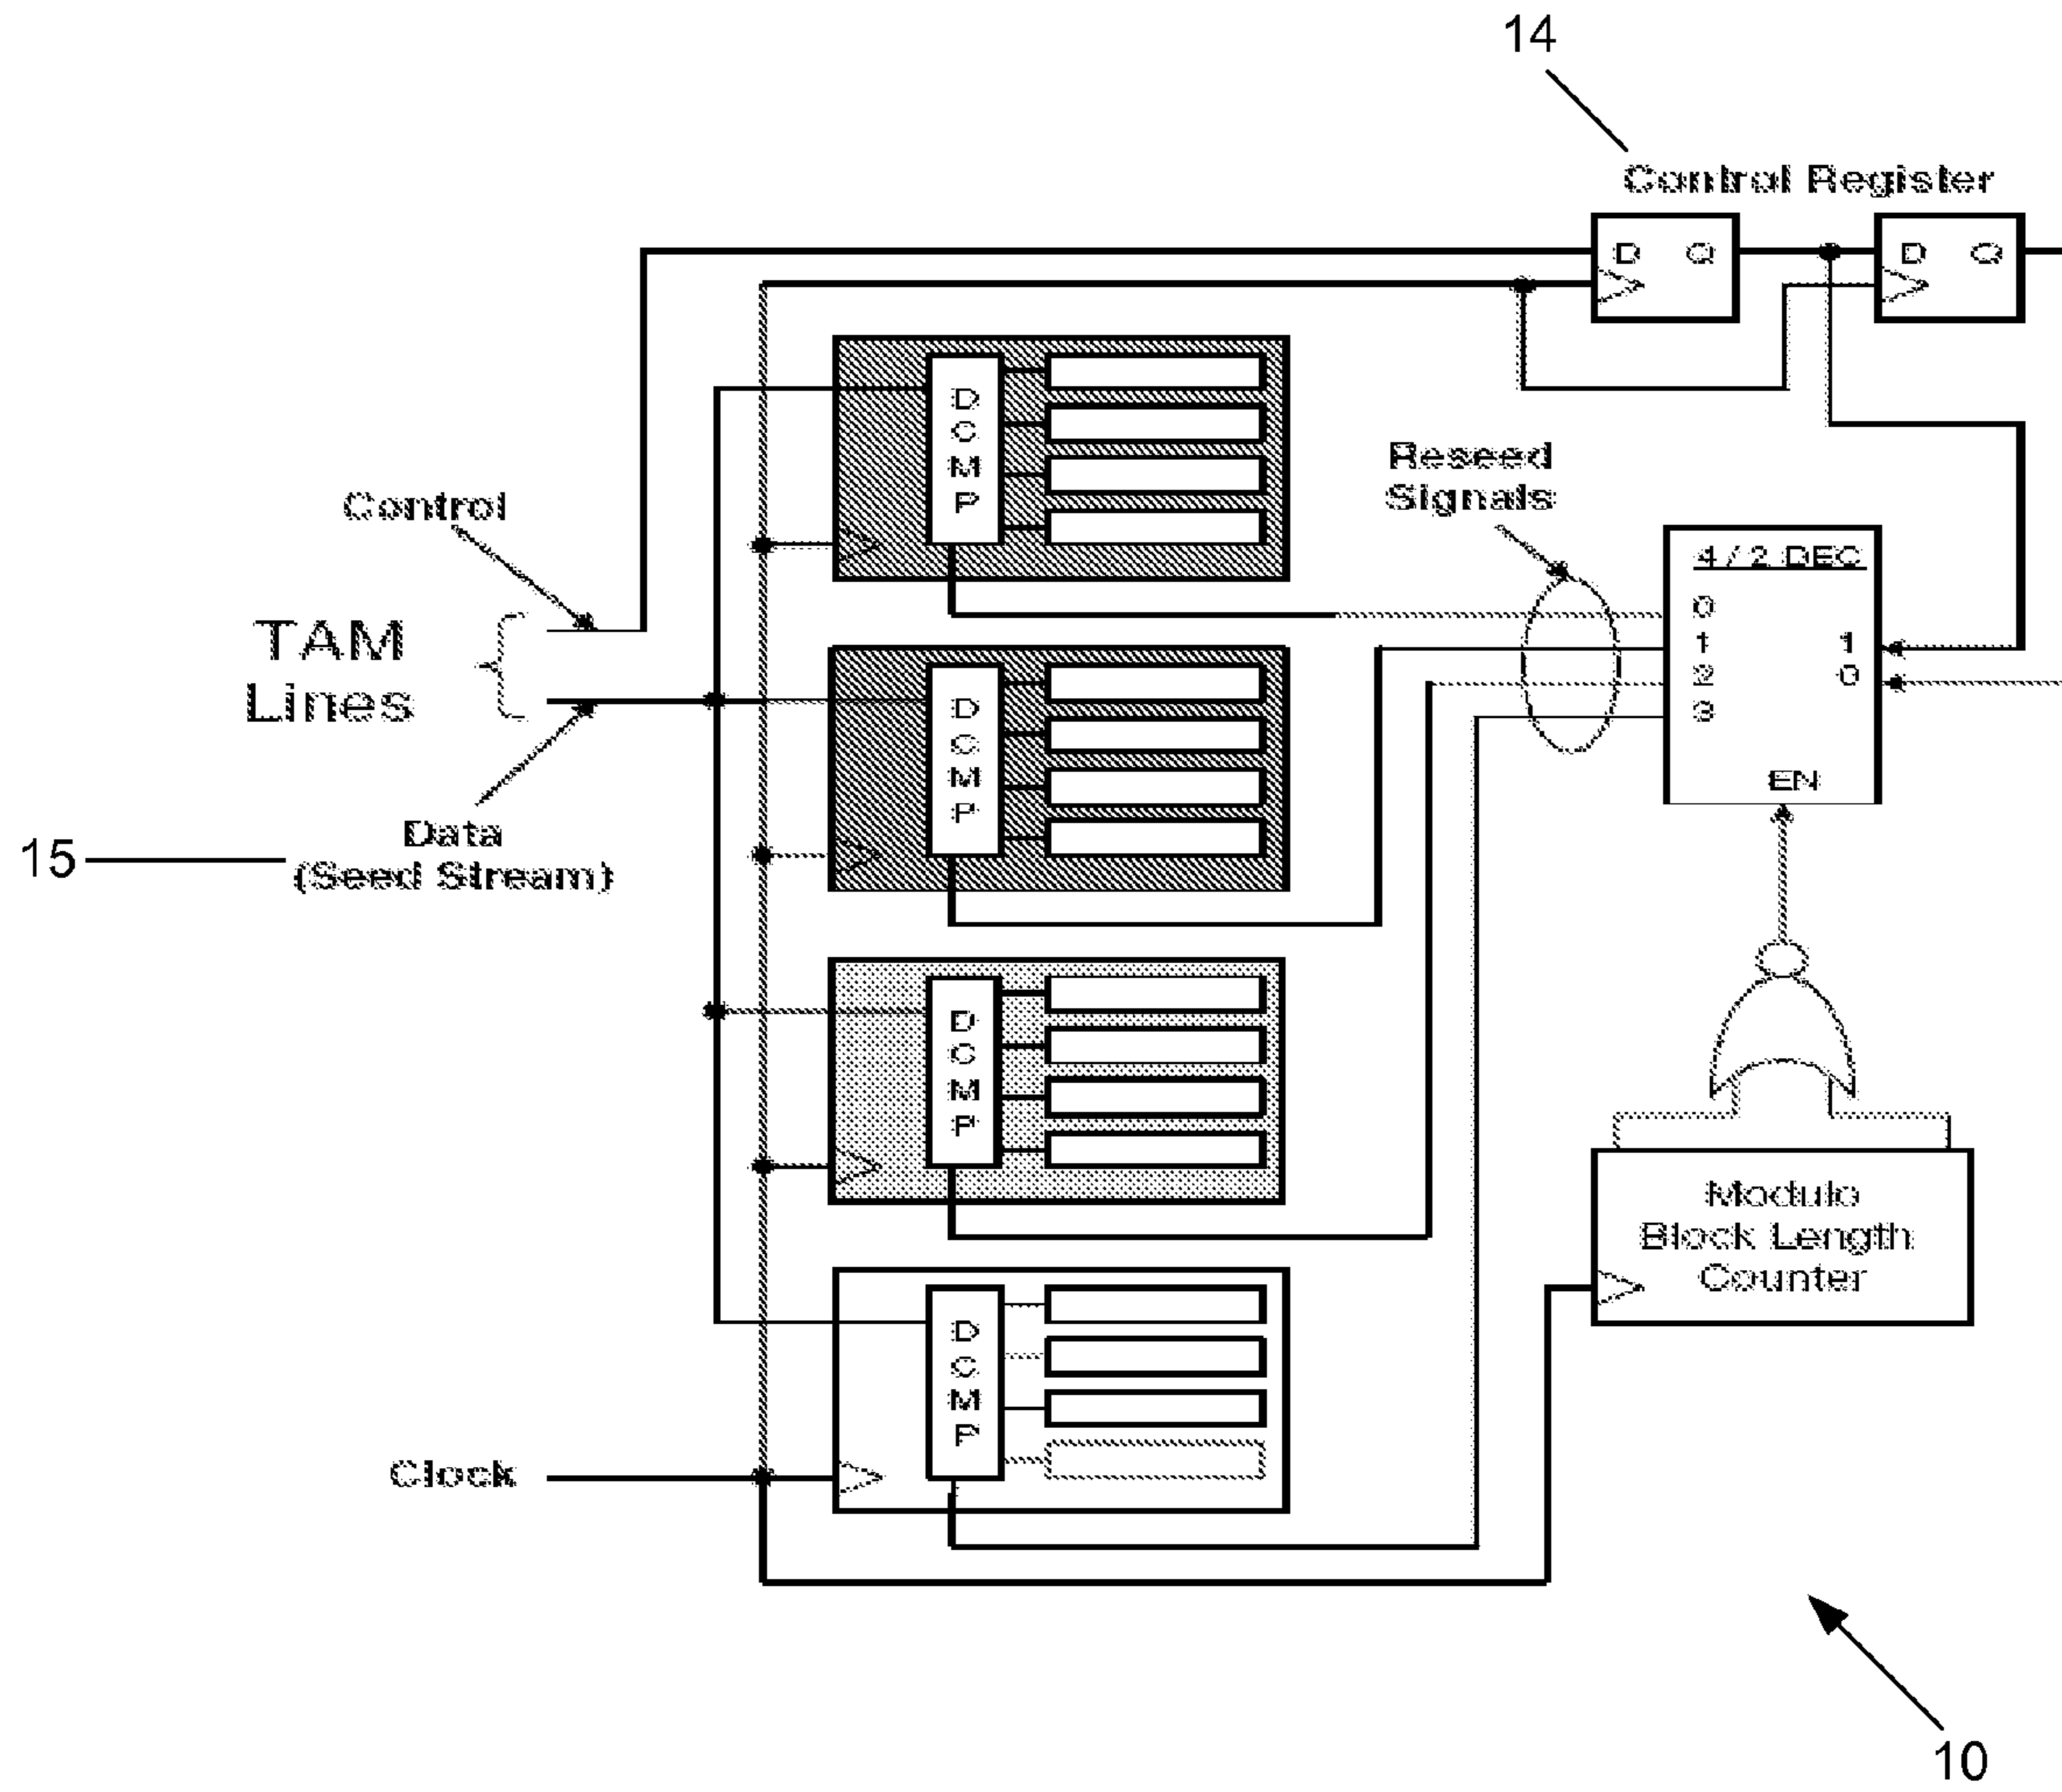 14
Control Register
D Q
D Q
D
C
M
P
Reseed
Signals
Control
4 / 2 DEC
0
1
2
3
1
0
EN
TAM
Lines
D
C
M
P
Data
(Seed Stream)
15
D
C
M
P
Modulo
Block Length
Counter
D
C
M
P
Clock
10